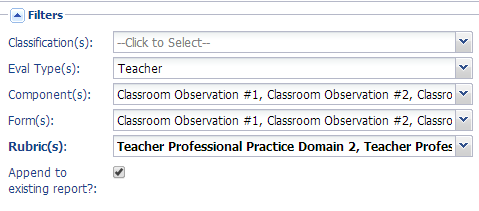 Filters
Classification(s): --Click to Select--
Eval Type(s): Teacher
Component(s): Classroom Observation #1, Classroom Observation #2, Classro
Form(s): Classroom Observation #1, Classroom Observation #2, Classro
Rubric(s): Teacher Professional Practice Domain 2, Teacher Profes
Append to
existing report?: